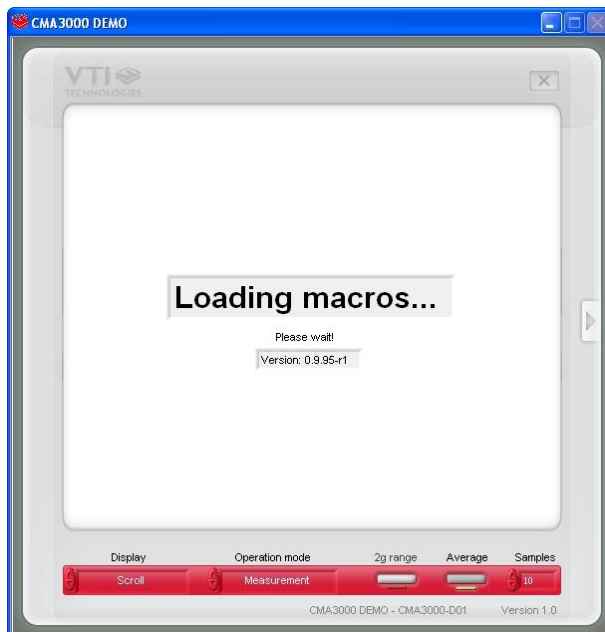 CMA3000 DEMO
VTI
TECHNOLOGIES
Loading macros...
Please wait!
Version: 0.9.95-r1
Display Operation mode 2g range Average Samples
Scroll Measurement 10
CMA3000 DEMO - CMA3000-D01 Version 1.0